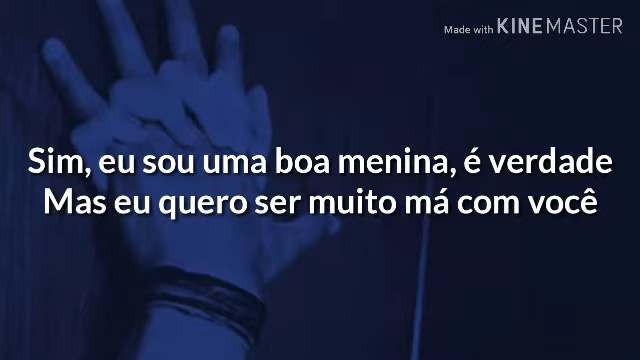 Made with KINEMASTER
Sim, eu sou uma boa menina, é verdade
Mas eu quero ser muito má com você